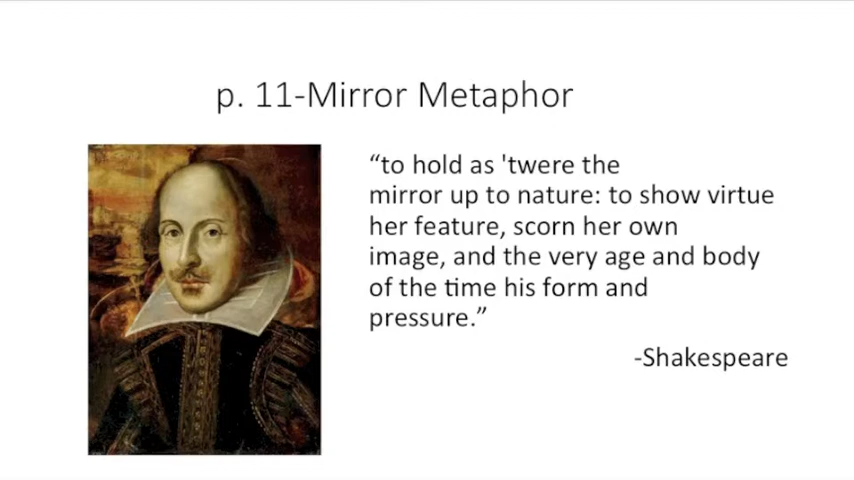 p. 11-Mirror Metaphor
“to hold as 'twere the
mirror up to nature: to show virtue
her feature, scorn her own
image, and the very age and body
of the time his form and
pressure.”
-Shakespeare